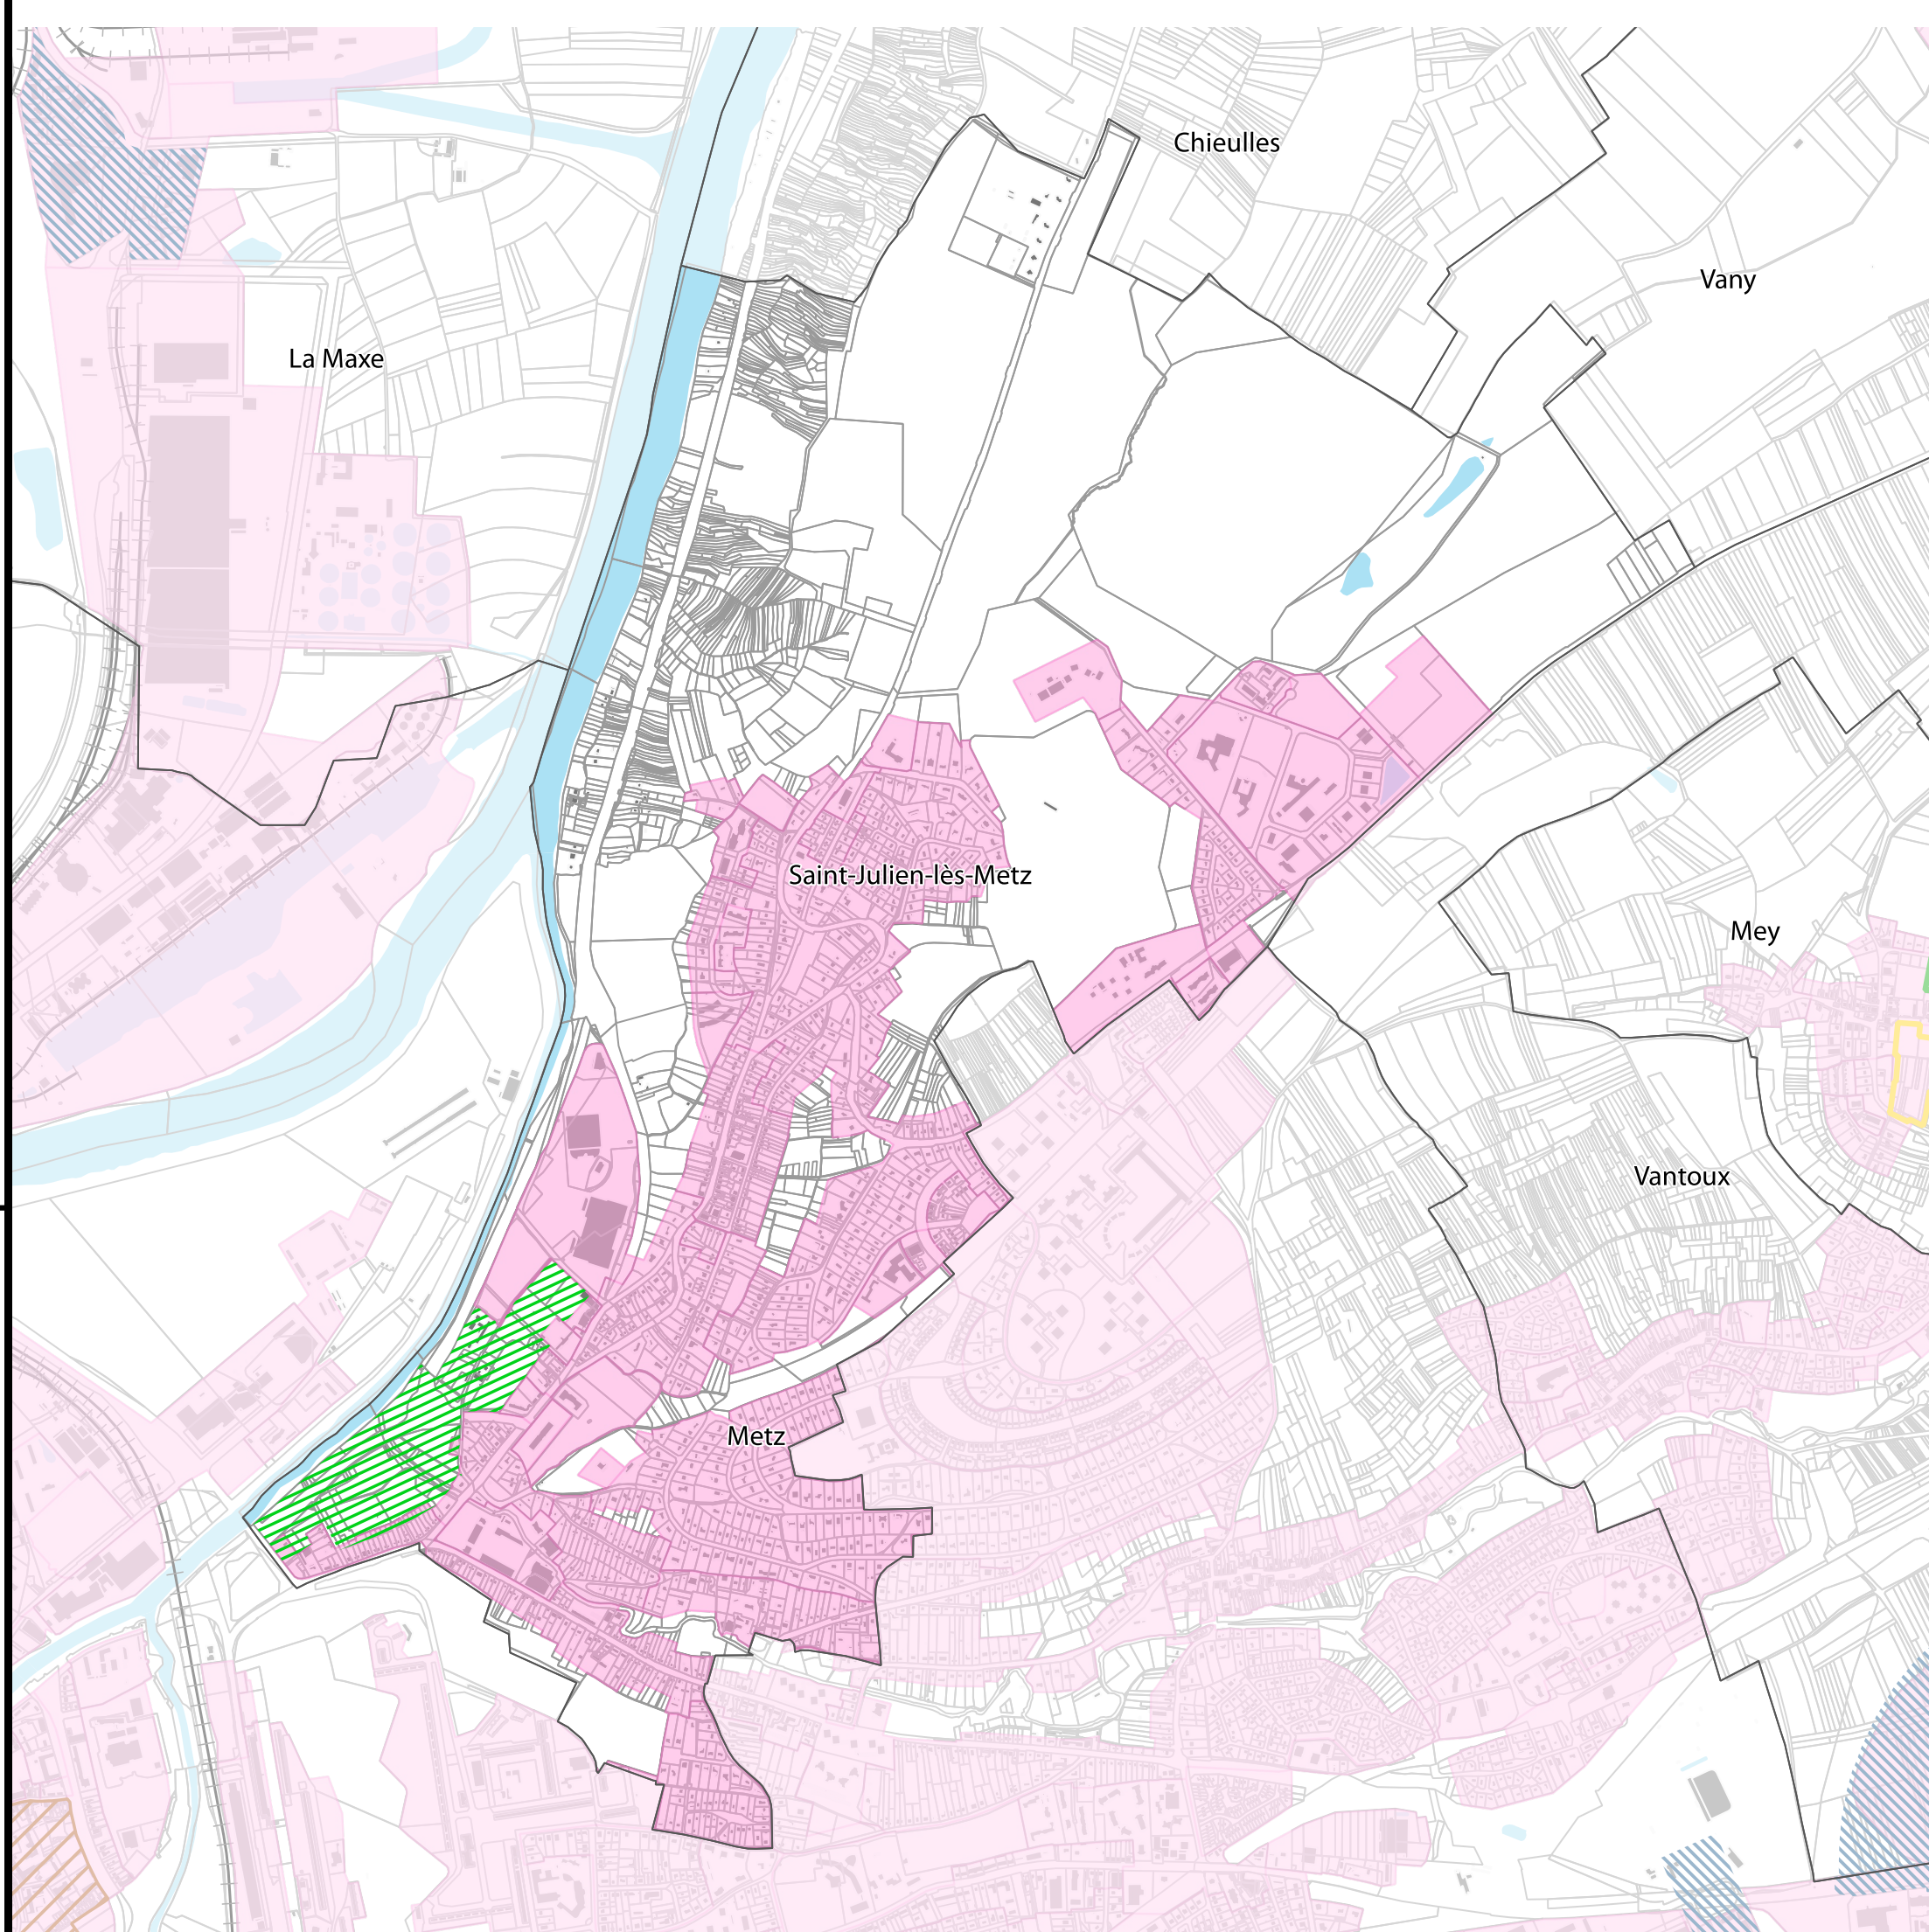 Chieulles
Vany
La Maxe
Saint-Julien-lès-Metz
Mey
Vantoux
Metz